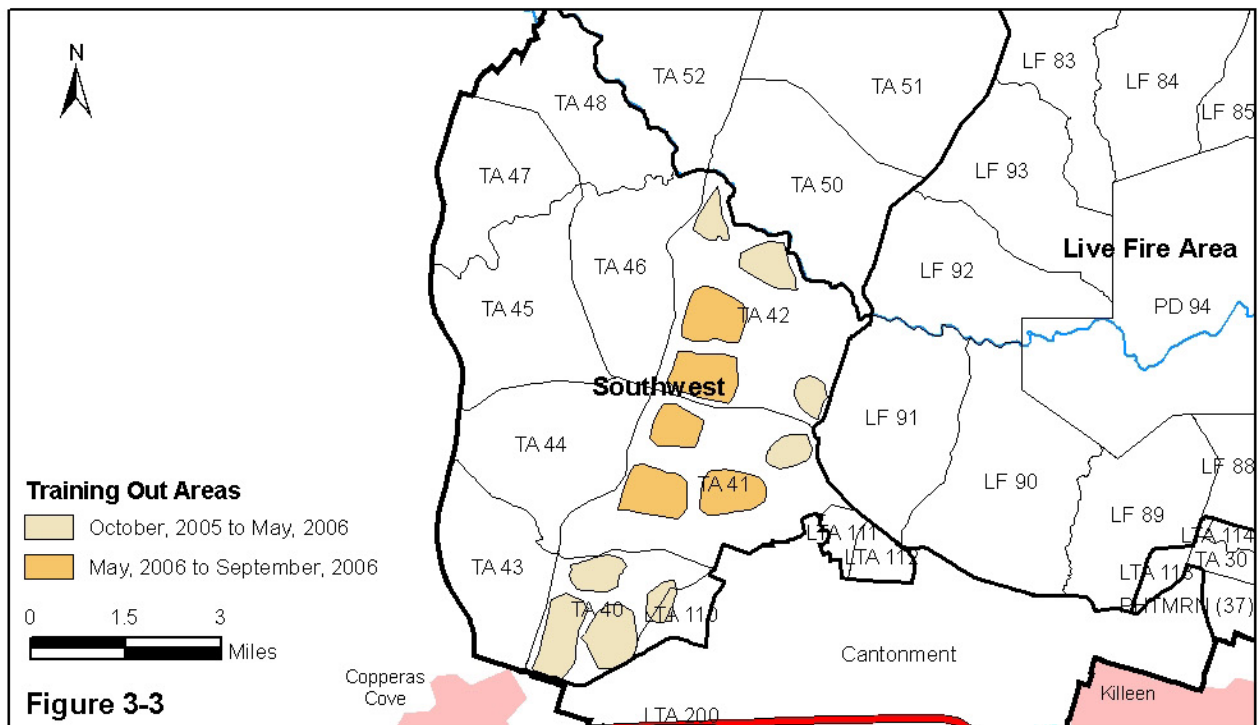 N
TA 52
TA 51
LF 83
LF 84
LF 85
TA 48
TA 47
TA 50
LF 93
Live Fire Area
TA 46
LF 92
TA 45
TA 42
PD 94
Southwest
LF 91
TA 44
LF 90
LF 88
TA 41
LF 89
LTA 111
LTA 112
LTA 114
TA 30
TA 43
TA 40
LTA 110
PHTMRN (37)
Cantonment
Training Out Areas
October, 2005 to May, 2006
May, 2006 to September, 2006
0 1.5 3
Miles
Figure 3-3
Copperas
Cove
Killeen
LTA 200